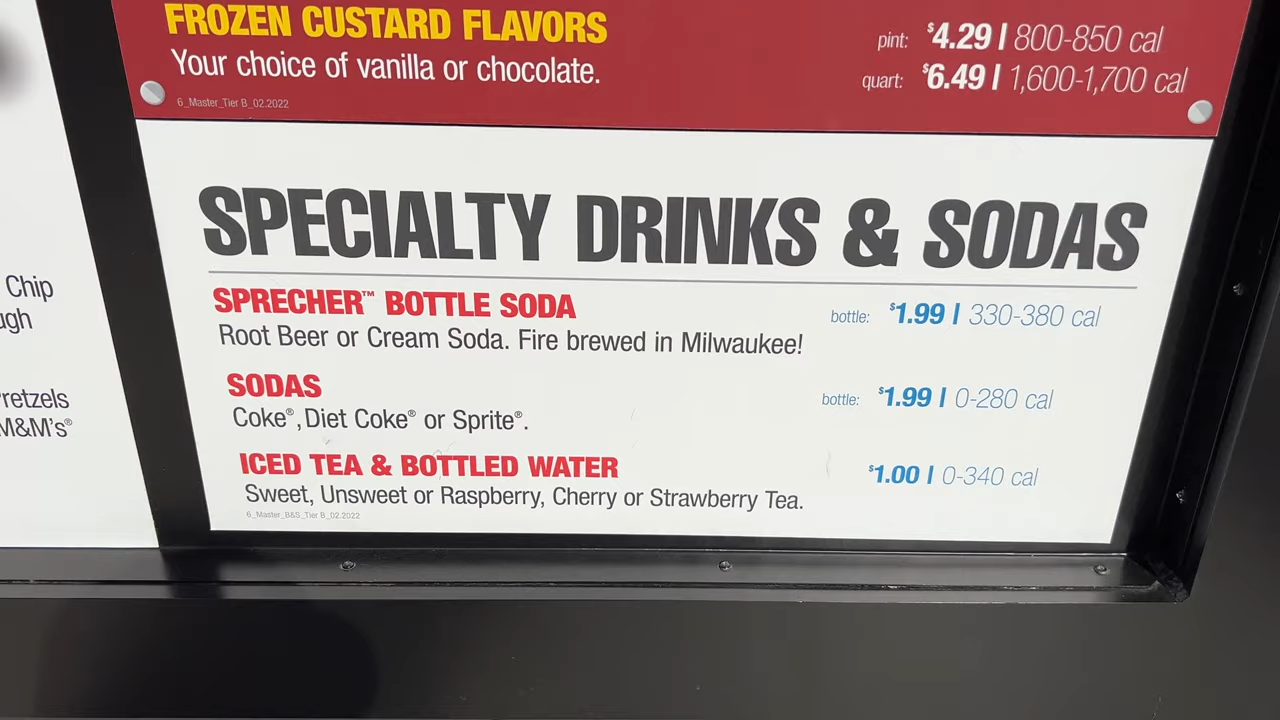 FROZEN CUSTARD FLAVORS
Your choice of vanilla or chocolate.
pint: $4.29 | 800-850 cal
quart: $6.49 | 1,600-1,700 cal
6_Master_Tier B_02.2022
SPECIALTY DRINKS & SODAS
SPRECHER™ BOTTLE SODA
bottle: $1.99 | 330-380 cal
Root Beer or Cream Soda. Fire brewed in Milwaukee!
SODAS
bottle: $1.99 | 0-280 cal
Coke®, Diet Coke® or Sprite®.
ICED TEA & BOTTLED WATER
$1.00 | 0-340 cal
Sweet, Unsweet or Raspberry, Cherry or Strawberry Tea.
6_Master_B&S_Tier B_02.2022
Chip
ugh
retzels
M&M's®